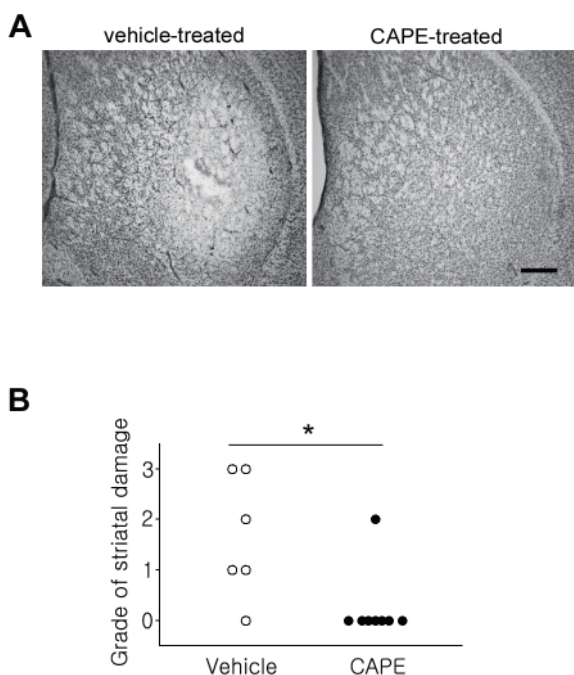 A
vehicle-treated CAPE-treated
B
*
Grade of striatal damage
3
2
1
0
Vehicle CAPE